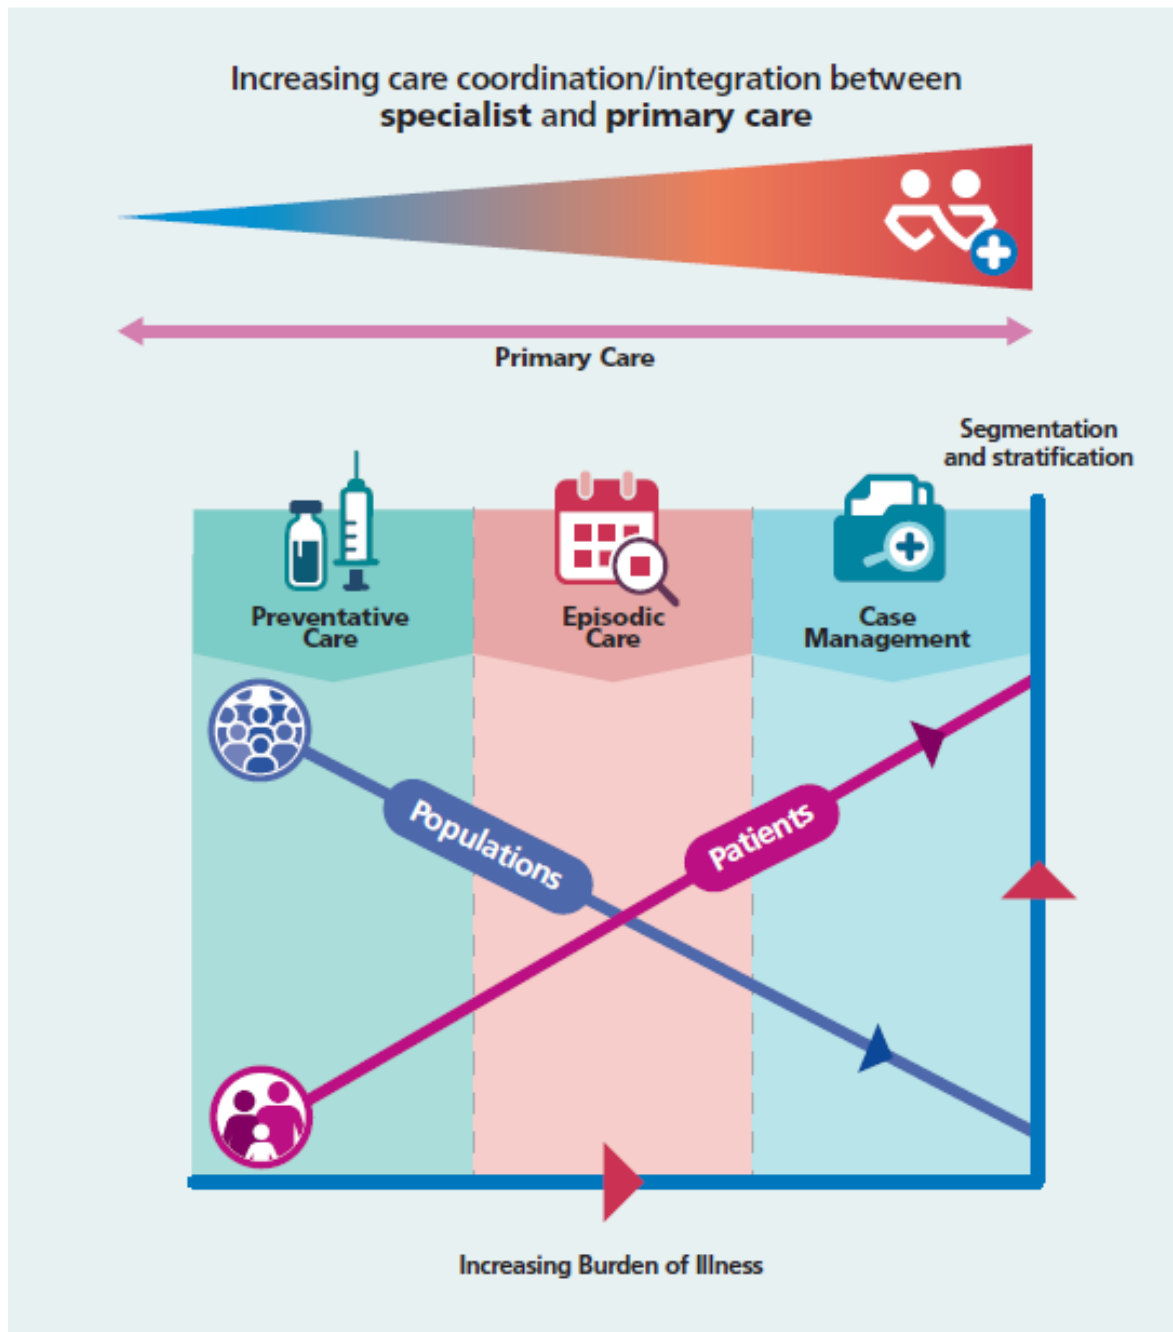 Increasing care coordination/integration between
specialist and primary care
Primary Care
Segmentation
and stratification
Preventative
Care
Episodic
Care
Case
Management
Populations
Patients
Increasing Burden of Illness